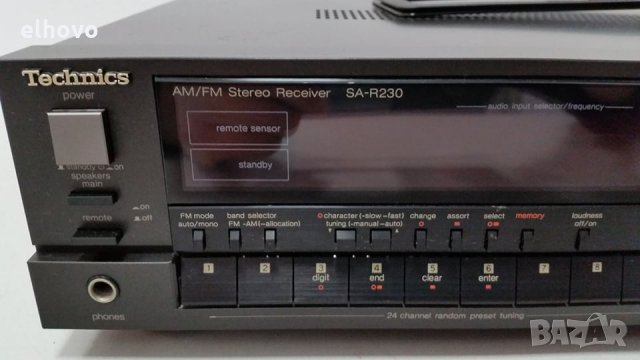 elhovo
Technics
AM/FM Stereo Receiver SA-R230
audio input selector/frequency
power
remote sensor
standby
standby on
speakers
main
on
remote
off
FM mode
auto/mono
band selector
FM -AM(-allocation)
character(-slow-fast)
tuning(-manual-auto)
change
assort
select
memory
loudness
off/on
1 2 3 4 5 6 7 8
digit end clear enter
phones
24 channel random preset tuning
BAZAR
bazar.bg